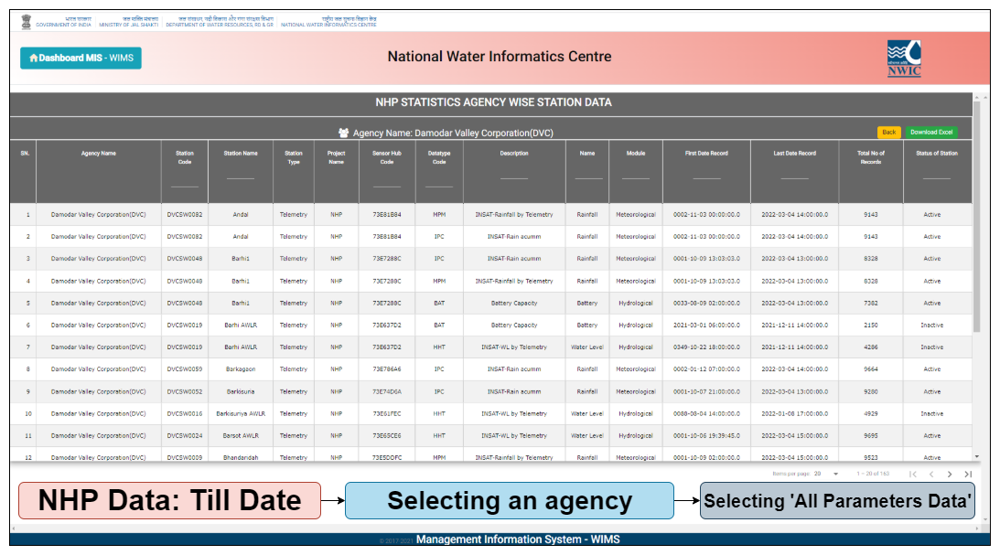 भारत सरकार जल शक्ति मंत्रालय जल संसाधन, नदी विकास और गंगा संरक्षण विभाग राष्ट्रीय जल सूचना विज्ञान केंद्र
GOVERNMENT OF INDIA MINISTRY OF JAL SHAKTI DEPARTMENT OF WATER RESOURCES, RD & GR NATIONAL WATER INFORMATICS CENTRE
Dashboard MIS - WIMS
National Water Informatics Centre
NWIC
NHP STATISTICS AGENCY WISE STATION DATA
Agency Name: Damodar Valley Corporation(DVC)
Back Download Excel
SN. Agency Name Station Code Station Name Station Type Project Name Sensor Hub Code Datatype Code Description Name Module First Date Record Last Date Record Total No of Records Status of Station
1 Damodar Valley Corporation(DVC) DVCSW0082 Andal Telemetry NHP 73E81B84 MPM INSAT-Rainfall by Telemetry Rainfall Meteorological 0002-11-03 00:00:00.0 2022-03-04 14:00:00.0 9143 Active
2 Damodar Valley Corporation(DVC) DVCSW0082 Andal Telemetry NHP 73E81B84 IPC INSAT-Rain acumm Rainfall Meteorological 0002-11-03 00:00:00.0 2022-03-04 14:00:00.0 9143 Active
3 Damodar Valley Corporation(DVC) DVCSW0048 Barhi1 Telemetry NHP 73E7288C IPC INSAT-Rain acumm Rainfall Meteorological 0001-10-09 13:03:03.0 2022-03-04 13:00:00.0 8328 Active
4 Damodar Valley Corporation(DVC) DVCSW0048 Barhi1 Telemetry NHP 73E7288C MPM INSAT-Rainfall by Telemetry Rainfall Meteorological 0001-10-09 13:03:03.0 2022-03-04 13:00:00.0 8328 Active
5 Damodar Valley Corporation(DVC) DVCSW0048 Barhi1 Telemetry NHP 73E7288C BAT Battery Capacity Battery Hydrological 0033-08-09 02:00:00.0 2022-03-04 13:00:00.0 7382 Active
6 Damodar Valley Corporation(DVC) DVCSW0019 Barhi AWLR Telemetry NHP 73E637D2 BAT Battery Capacity Battery Hydrological 2021-03-01 06:00:00.0 2021-12-11 14:00:00.0 2150 Inactive
7 Damodar Valley Corporation(DVC) DVCSW0019 Barhi AWLR Telemetry NHP 73E637D2 HHT INSAT-WL by Telemetry Water Level Hydrological 0349-10-22 18:00:00.0 2021-12-11 14:00:00.0 4286 Inactive
8 Damodar Valley Corporation(DVC) DVCSW0059 Barkagaon Telemetry NHP 73E786A6 IPC INSAT-Rain acumm Rainfall Meteorological 0002-01-12 07:00:00.0 2022-03-04 14:00:00.0 9664 Active
9 Damodar Valley Corporation(DVC) DVCSW0052 Barkisuria Telemetry NHP 73E74D6A IPC INSAT-Rain acumm Rainfall Meteorological 0001-10-07 21:00:00.0 2022-03-04 13:00:00.0 9280 Active
10 Damodar Valley Corporation(DVC) DVCSW0016 Barkisuriya AWLR Telemetry NHP 73E61FEC HHT INSAT-WL by Telemetry Water Level Hydrological 0088-08-04 14:00:00.0 2022-01-08 17:00:00.0 4929 Inactive
11 Damodar Valley Corporation(DVC) DVCSW0024 Barsot AWLR Telemetry NHP 73E65CE6 HHT INSAT-WL by Telemetry Water Level Hydrological 0001-10-06 19:39:45.0 2022-03-04 15:00:00.0 9695 Active
12 Damodar Valley Corporation(DVC) DVCSW0009 Bhandaridah Telemetry NHP 73E5DDFC MPM INSAT-Rainfall by Telemetry Rainfall Meteorological 0001-10-09 02:00:00.0 2022-03-04 15:00:00.0 9523 Active
Items per page: 20 1 – 20 of 163
NHP Data: Till Date Selecting an agency Selecting 'All Parameters Data'
© 2017-2021 Management Information System - WIMS